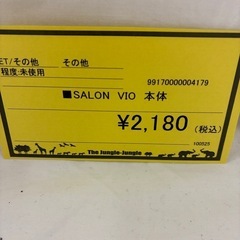 ET/その他 その他
程度:未使用
99170000004179
■SALON VIO 本体
¥2,180(税込)
100525
The Jungle-Jungle